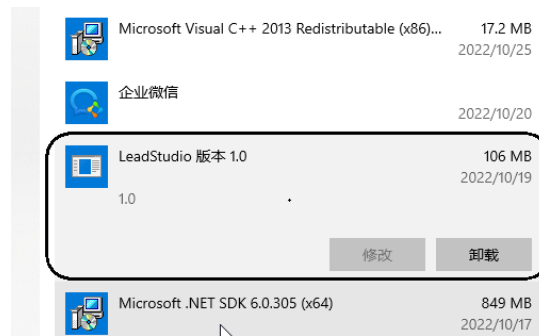 Microsoft Visual C++ 2013 Redistributable (x86)... 17.2 MB
2022/10/25
企业微信
2022/10/20
LeadStudio 版本 1.0 106 MB
2022/10/19
1.0
修改 卸载
Microsoft .NET SDK 6.0.305 (x64) 849 MB
2022/10/17